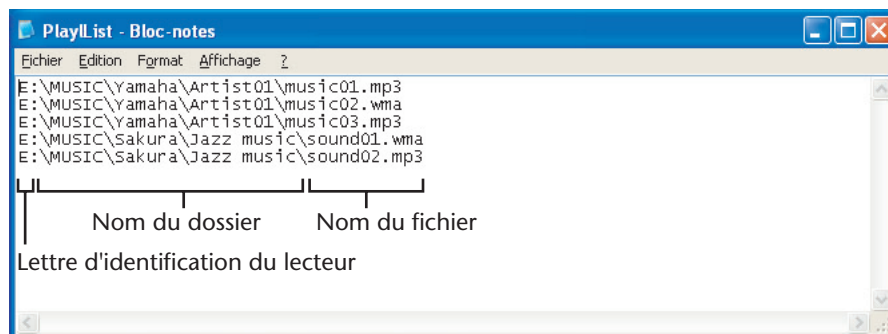 PlaylList - Bloc-notes
Fichier Edition Format Affichage ?
E:\MUSIC\Yamaha\Artist01\music01.mp3
E:\MUSIC\Yamaha\Artist01\music02.wma
E:\MUSIC\Yamaha\Artist01\music03.mp3
E:\MUSIC\Sakura\Jazz music\sound01.wma
E:\MUSIC\Sakura\Jazz music\sound02.mp3
Nom du dossier Nom du fichier
Lettre d'identification du lecteur